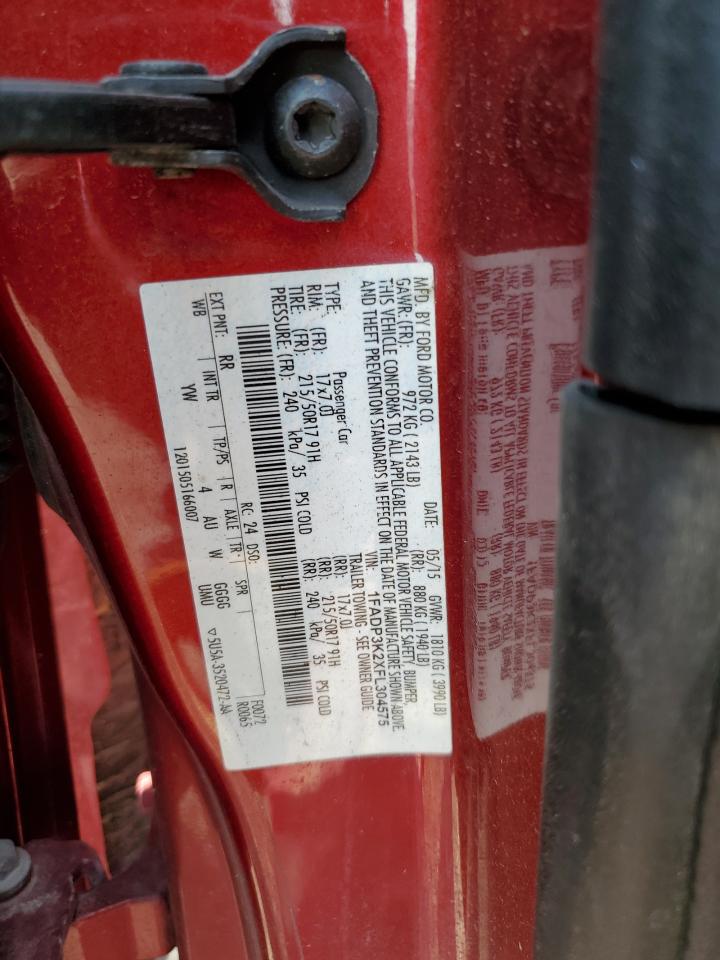 MFD. BY FORD MOTOR CO.
DATE: 05/15 GVWR: 1810 KG ( 3990 LB)
GAWR: (FR): 972 KG ( 2143 LB) (RR): 880 KG ( 1940 LB)
THIS VEHICLE CONFORMS TO ALL APPLICABLE FEDERAL MOTOR VEHICLE SAFETY, BUMPER,
AND THEFT PREVENTION STANDARDS IN EFFECT ON THE DATE OF MANUFACTURE SHOWN ABOVE.
VIN: 1FADP3K2XFL304575
TYPE: Passenger Car TRAILER TOWING - SEE OWNER GUIDE
RIM: (FR): 17x7.0J (RR): 17x7.0J
TIRE: (FR): 215/50R17 91H (RR): 215/50R17 91H
PRESSURE: (FR): 240 kPa/ 35 PSI COLD (RR): 240 kPa/ 35 PSI COLD
RC: 24 DSO: F0072
EXT PNT: RR SPR R0065
INT TR TP/PS R AXLE TR
WB YW 4 AU W GGGG UMU
1201505166007 ▽5U5A-3520472-AA